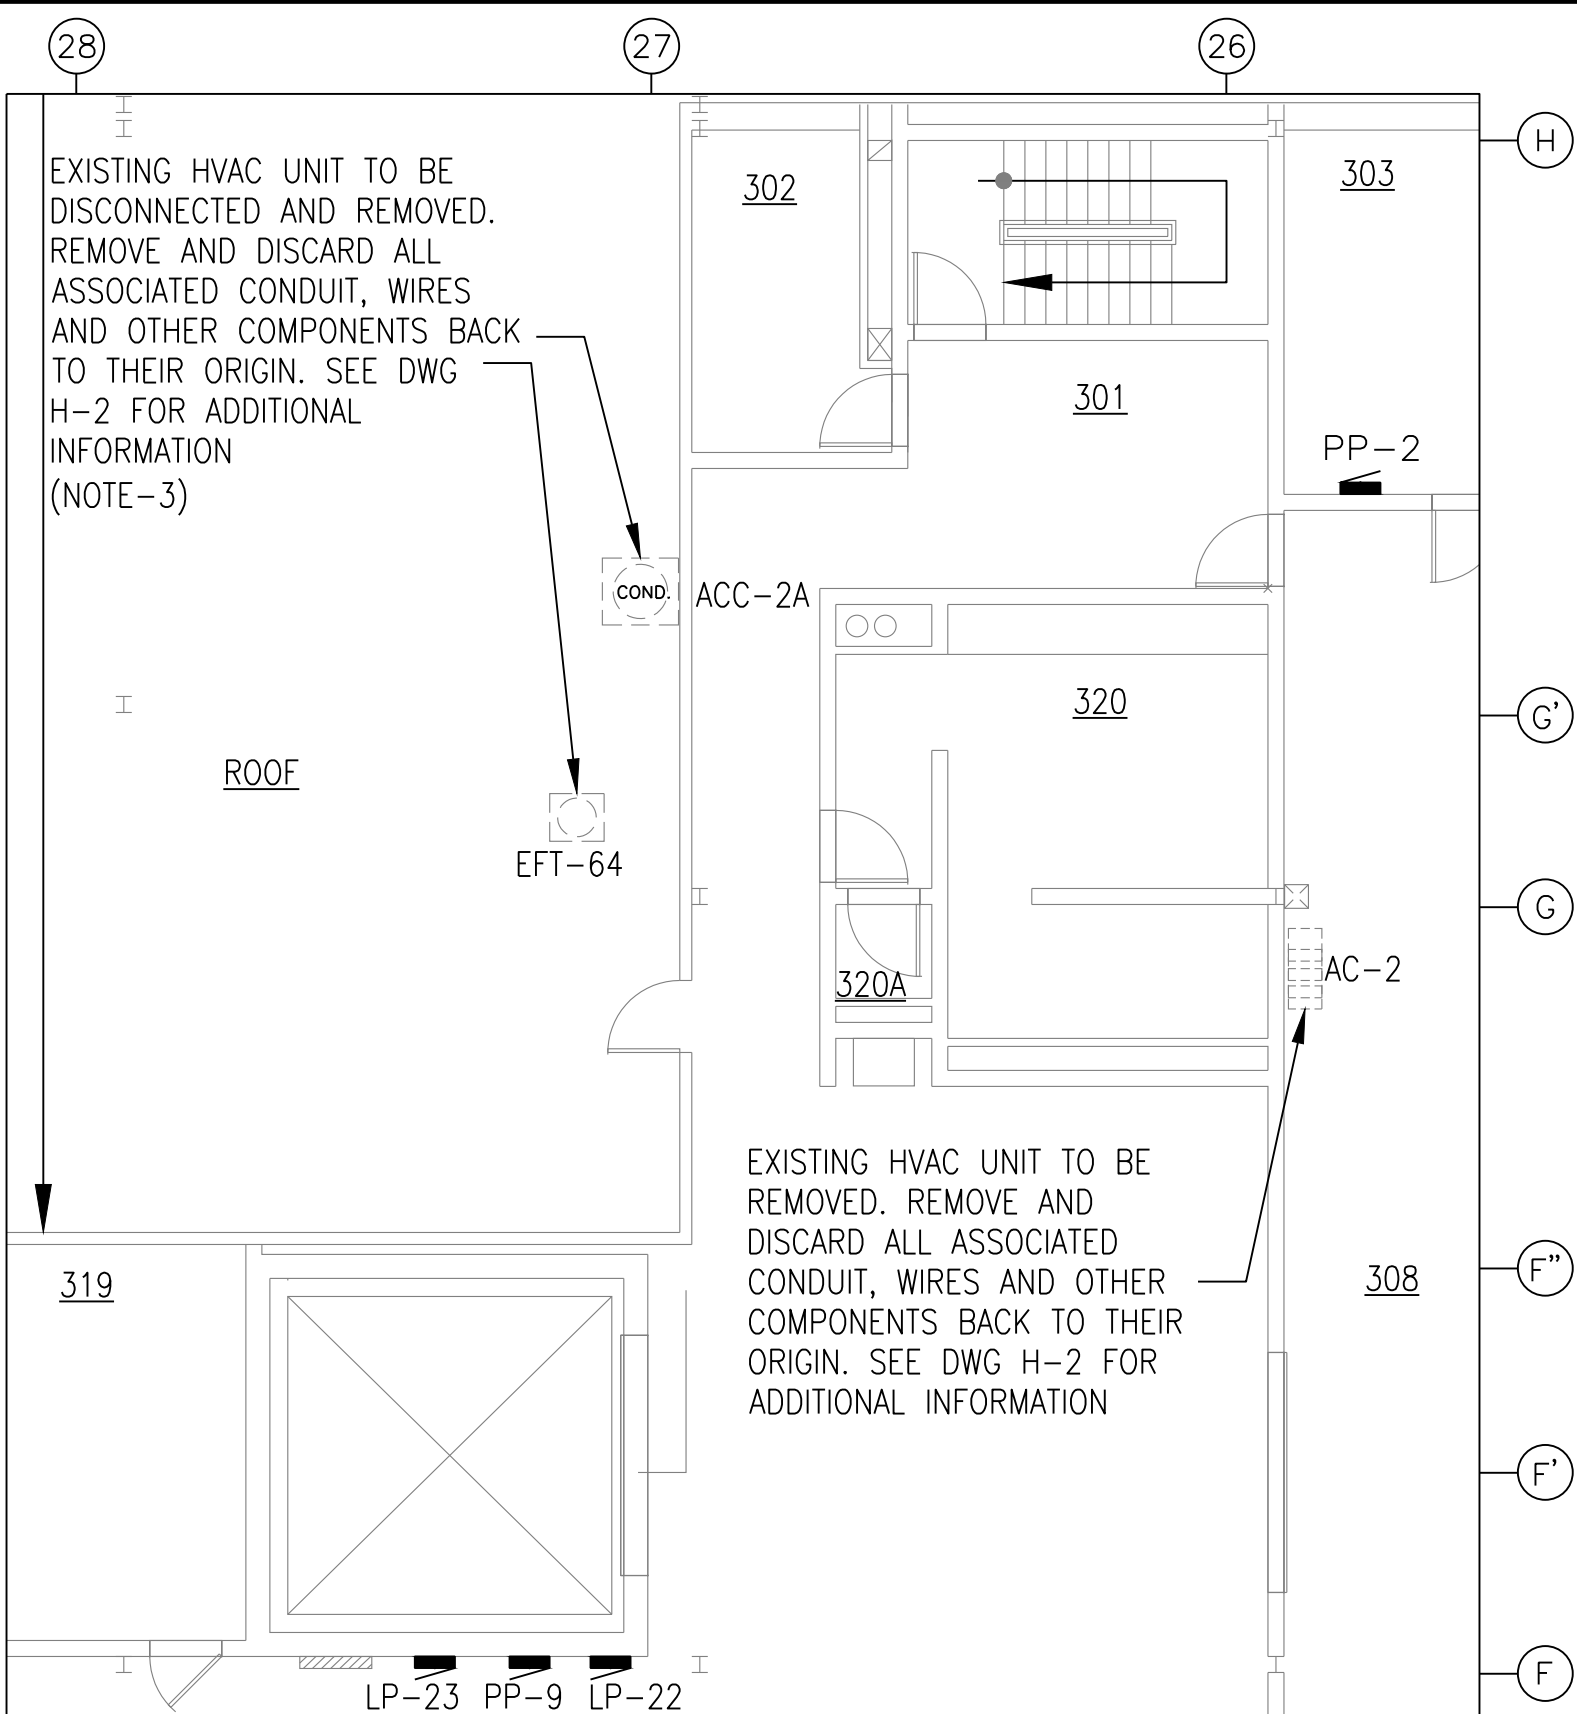 28
27
26
H
EXISTING HVAC UNIT TO BE
DISCONNECTED AND REMOVED.
REMOVE AND DISCARD ALL
ASSOCIATED CONDUIT, WIRES
AND OTHER COMPONENTS BACK
TO THEIR ORIGIN. SEE DWG
H-2 FOR ADDITIONAL
INFORMATION
(NOTE-3)
302
303
301
PP-2
COND.
ACC-2A
320
G'
ROOF
EFT-64
G
320A
AC-2
EXISTING HVAC UNIT TO BE
REMOVED. REMOVE AND
DISCARD ALL ASSOCIATED
CONDUIT, WIRES AND OTHER
COMPONENTS BACK TO THEIR
ORIGIN. SEE DWG H-2 FOR
ADDITIONAL INFORMATION
319
308
F"
F'
F
LP-23
PP-9
LP-22